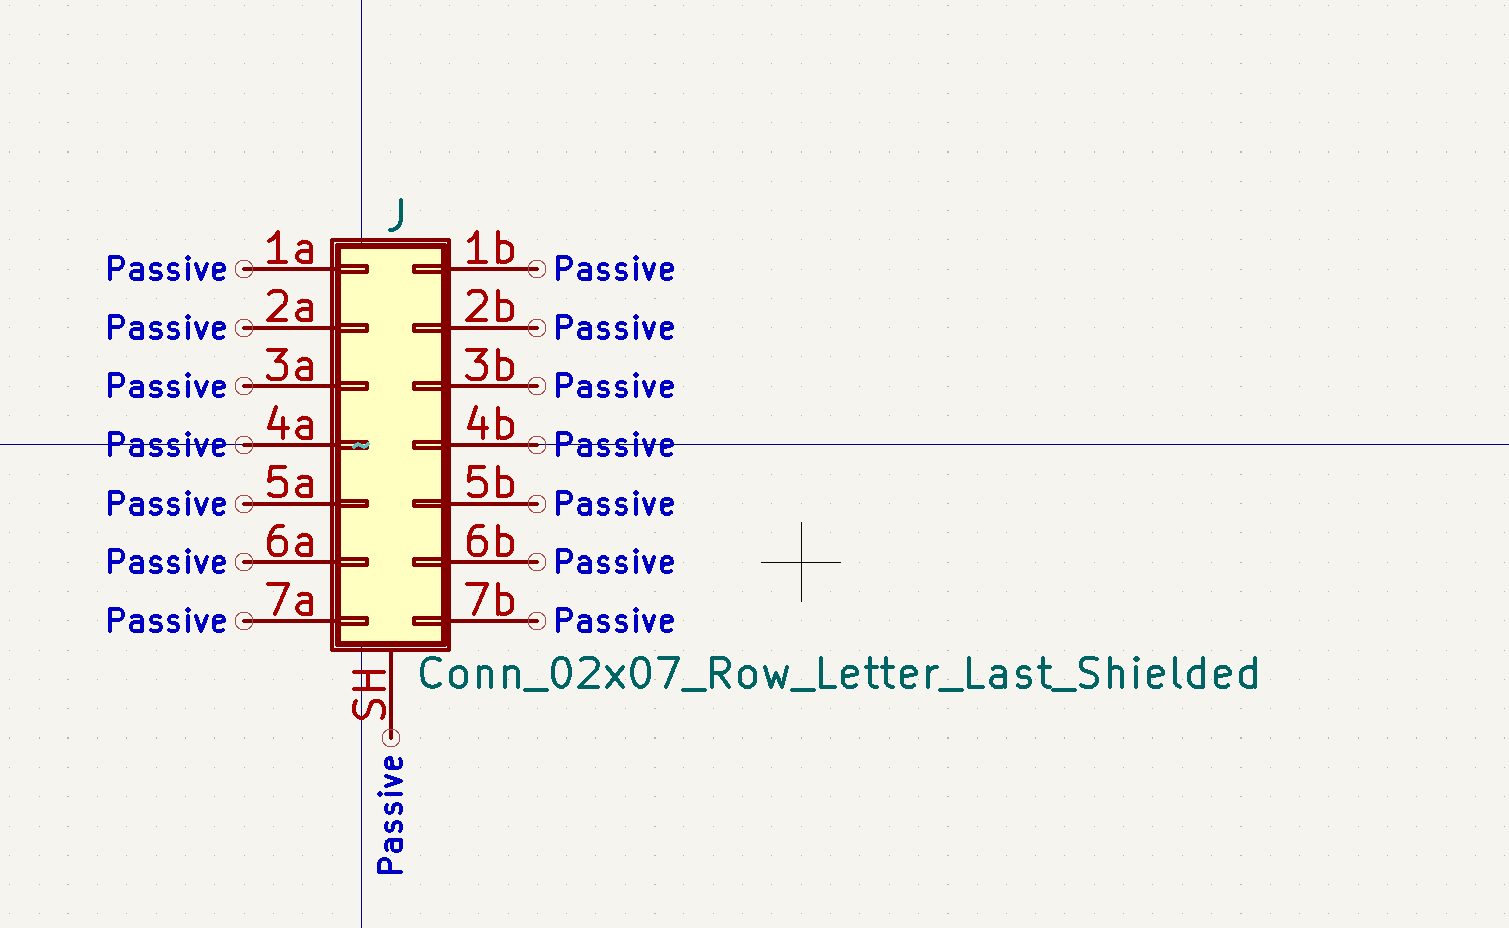 J
Passive 1a 1b Passive
Passive 2a 2b Passive
Passive 3a 3b Passive
Passive 4a 4b Passive
~
Passive 5a 5b Passive
Passive 6a 6b Passive
Passive 7a 7b Passive
Conn_02x07_Row_Letter_Last_Shielded
SH
Passive